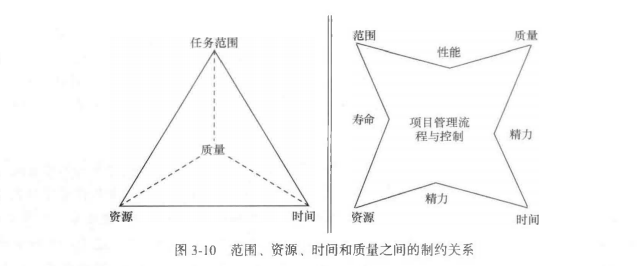 任务范围
质量
资源
时间
范围
质量
性能
寿命
项目管理流
程与控制
精力
精力
资源
时间
图 3-10 范围、资源、时间和质量之间的制约关系